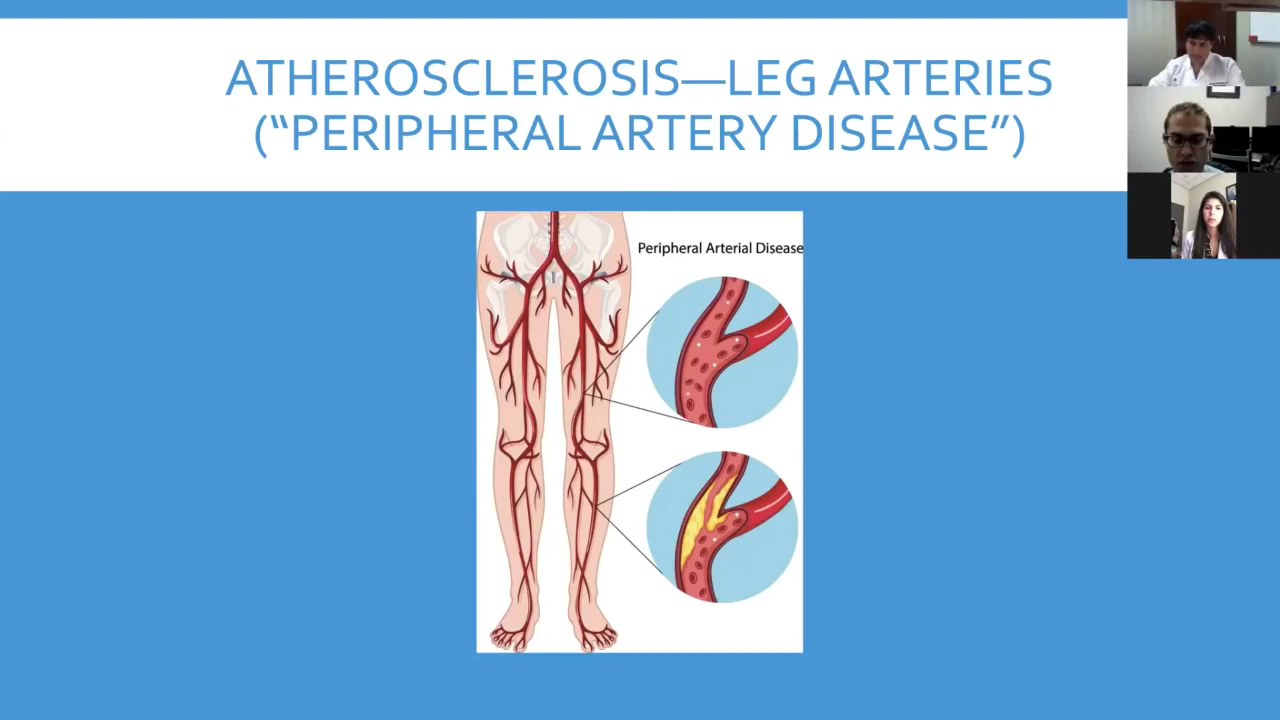 ATHEROSCLEROSIS—LEG ARTERIES
(“PERIPHERAL ARTERY DISEASE”)
Peripheral Arterial Disease